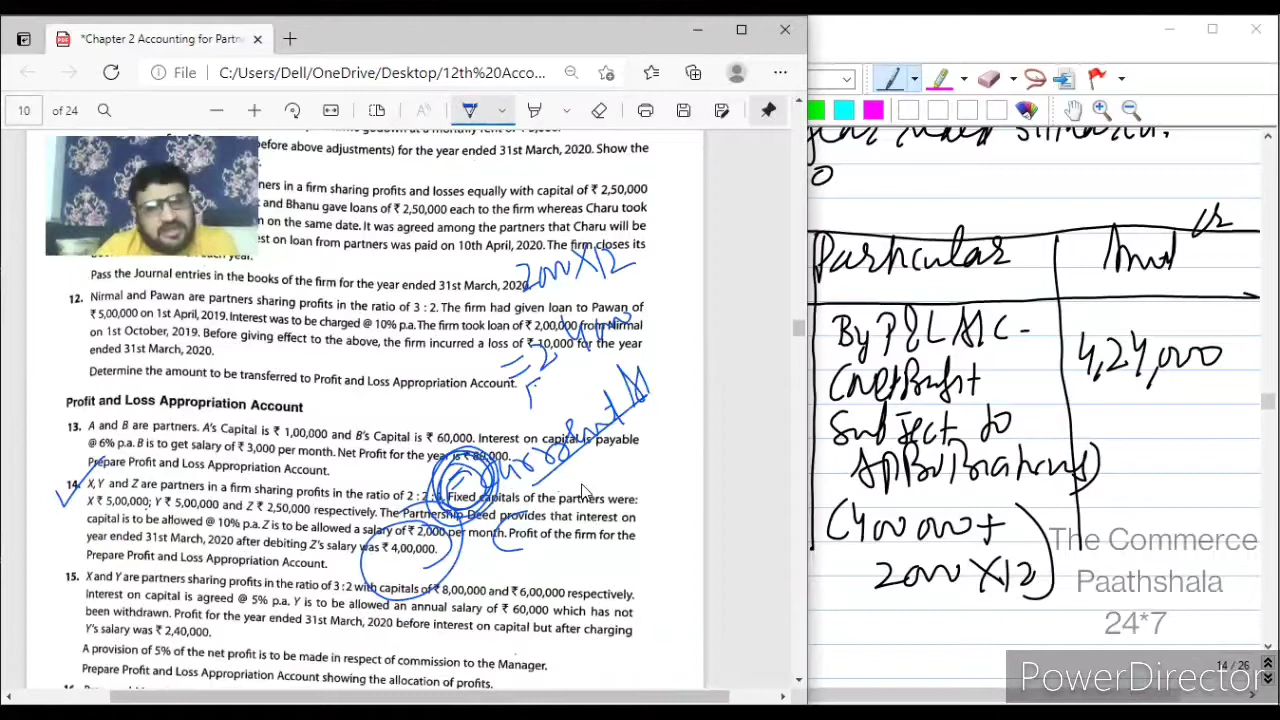 *Chapter 2 Accounting for Partn
File
C:/Users/Dell/OneDrive/Desktop/12th%20Acco...
10 of 24
before above adjustments) for the year ended 31st March, 2020. Show the
ners in a firm sharing profits and losses equally with capital of ₹ 2,50,000
and Bhanu gave loans of ₹ 2,50,000 each to the firm whereas Charu took
n on the same date. It was agreed among the partners that Charu will be
est on loan from partners was paid on 10th April, 2020. The firm closes its
Pass the Journal entries in the books of the firm for the year ended 31st March, 2020.
2000 X 12
12. Nirmal and Pawan are partners sharing profits in the ratio of 3 : 2. The firm had given loan to Pawan of
₹ 5,00,000 on 1st April, 2019. Interest was to be charged @ 10% p.a. The firm took loan of ₹ 2,00,000 from Nirmal
on 1st October, 2019. Before giving effect to the above, the firm incurred a loss of ₹ 10,000 for the year
ended 31st March, 2020.
Determine the amount to be transferred to Profit and Loss Appropriation Account.
Profit and Loss Appropriation Account
13. A and B are partners. A's Capital is ₹ 1,00,000 and B's Capital is ₹ 60,000. Interest on capital is payable
@ 6% p.a. B is to get salary of ₹ 3,000 per month. Net Profit for the year is ₹ 80,000.
Prepare Profit and Loss Appropriation Account.
14. X, Y and Z are partners in a firm sharing profits in the ratio of 2 : 2 : Fixed capitals of the partners were:
X ₹ 5,00,000; Y ₹ 5,00,000 and Z ₹ 2,50,000 respectively. The Partnership Deed provides that interest on
capital is to be allowed @ 10% p.a. Z is to be allowed a salary of ₹ 2,000 per month. Profit of the firm for the
year ended 31st March, 2020 after debiting Z's salary was ₹ 4,00,000.
Prepare Profit and Loss Appropriation Account.
15. X and Y are partners sharing profits in the ratio of 3 : 2 with capitals of ₹ 8,00,000 and ₹ 6,00,000 respectively.
Interest on capital is agreed @ 5% p.a. Y is to be allowed an annual salary of ₹ 60,000 which has not
been withdrawn. Profit for the year ended 31st March, 2020 before interest on capital but after charging
Y's salary was ₹ 2,40,000.
A provision of 5% of the net profit is to be made in respect of commission to the Manager.
Prepare Profit and Loss Appropriation Account showing the allocation of profits.
Cr
Particular Amt
By P&L A/C -
4,24,000
Subject to
(400000+
2000 X12)
The Commerce
Paathshala
24*7
14 / 26
PowerDirector